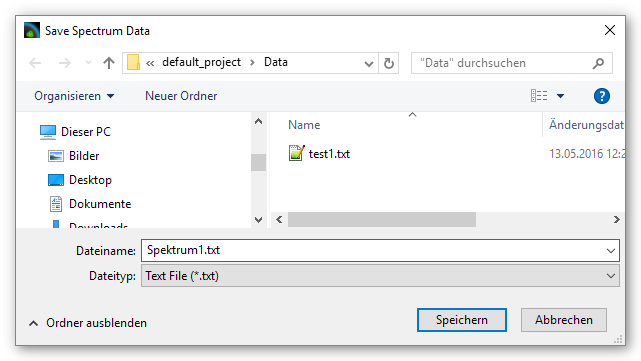 Save Spectrum Data
« default_project › Data
"Data" durchsuchen
Organisieren
Neuer Ordner
?
Dieser PC
Bilder
Desktop
Dokumente
Downloads
Name
Änderungsdat
test1.txt
13.05.2016 12:2
Dateiname: Spektrum1.txt
Dateityp: Text File (*.txt)
Ordner ausblenden
Speichern
Abbrechen